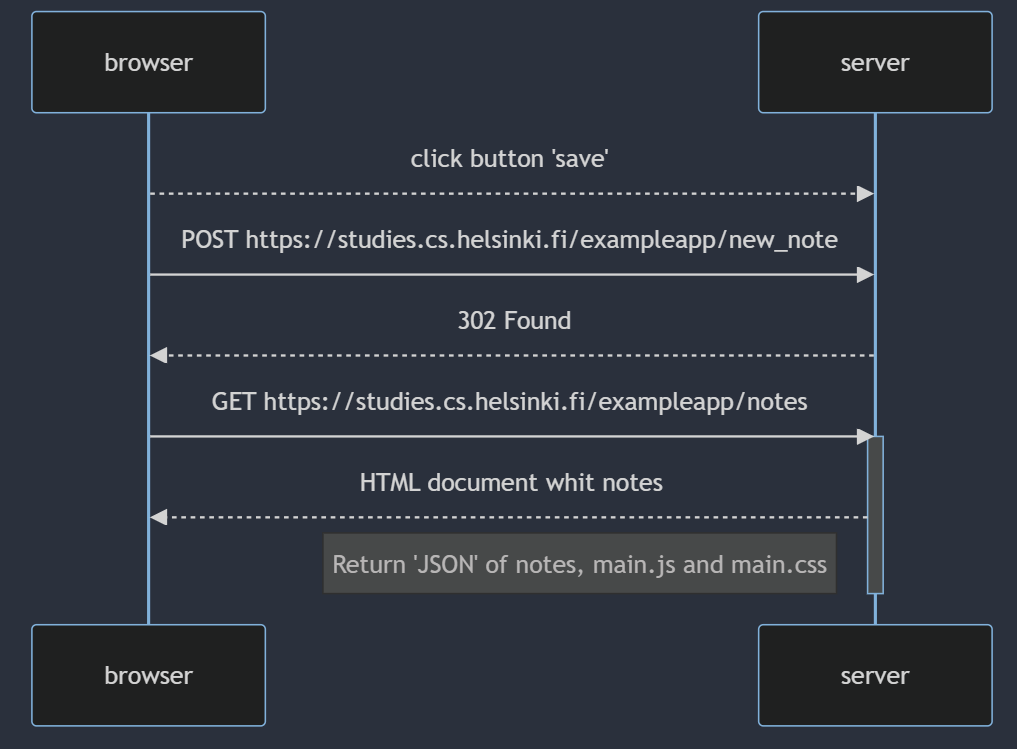 browser
server
click button 'save'
POST https://studies.cs.helsinki.fi/exampleapp/new_note
302 Found
GET https://studies.cs.helsinki.fi/exampleapp/notes
HTML document whit notes
Return 'JSON' of notes, main.js and main.css
browser
server